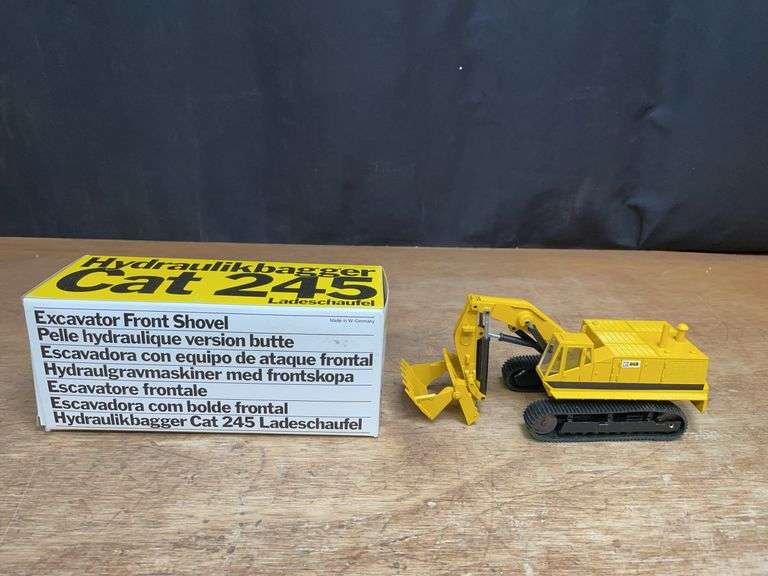 Hydraulikbagger
Cat 245
Ladeschaufel
Made in W.-Germany
Excavator Front Shovel
Pelle hydraulique version butte
Escavadora con equipo de ataque frontal
Hydraulgravmaskiner med frontskopa
Escavatore frontale
Escavadora com bolde frontal
Hydraulikbagger Cat 245 Ladeschaufel